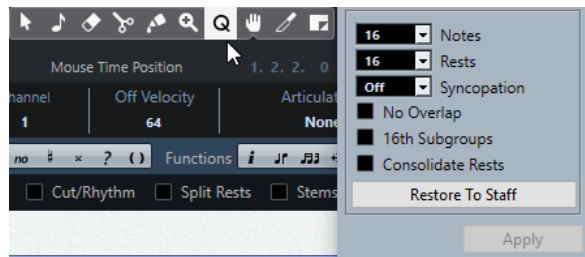 Q
Mouse Time Position 1. 2. 2. 0
hannel Off Velocity Articulat
1 64 None
no ? ( ) Functions i
Cut/Rhythm Split Rests Stems
16 Notes
16 Rests
Off Syncopation
No Overlap
16th Subgroups
Consolidate Rests
Restore To Staff
Apply